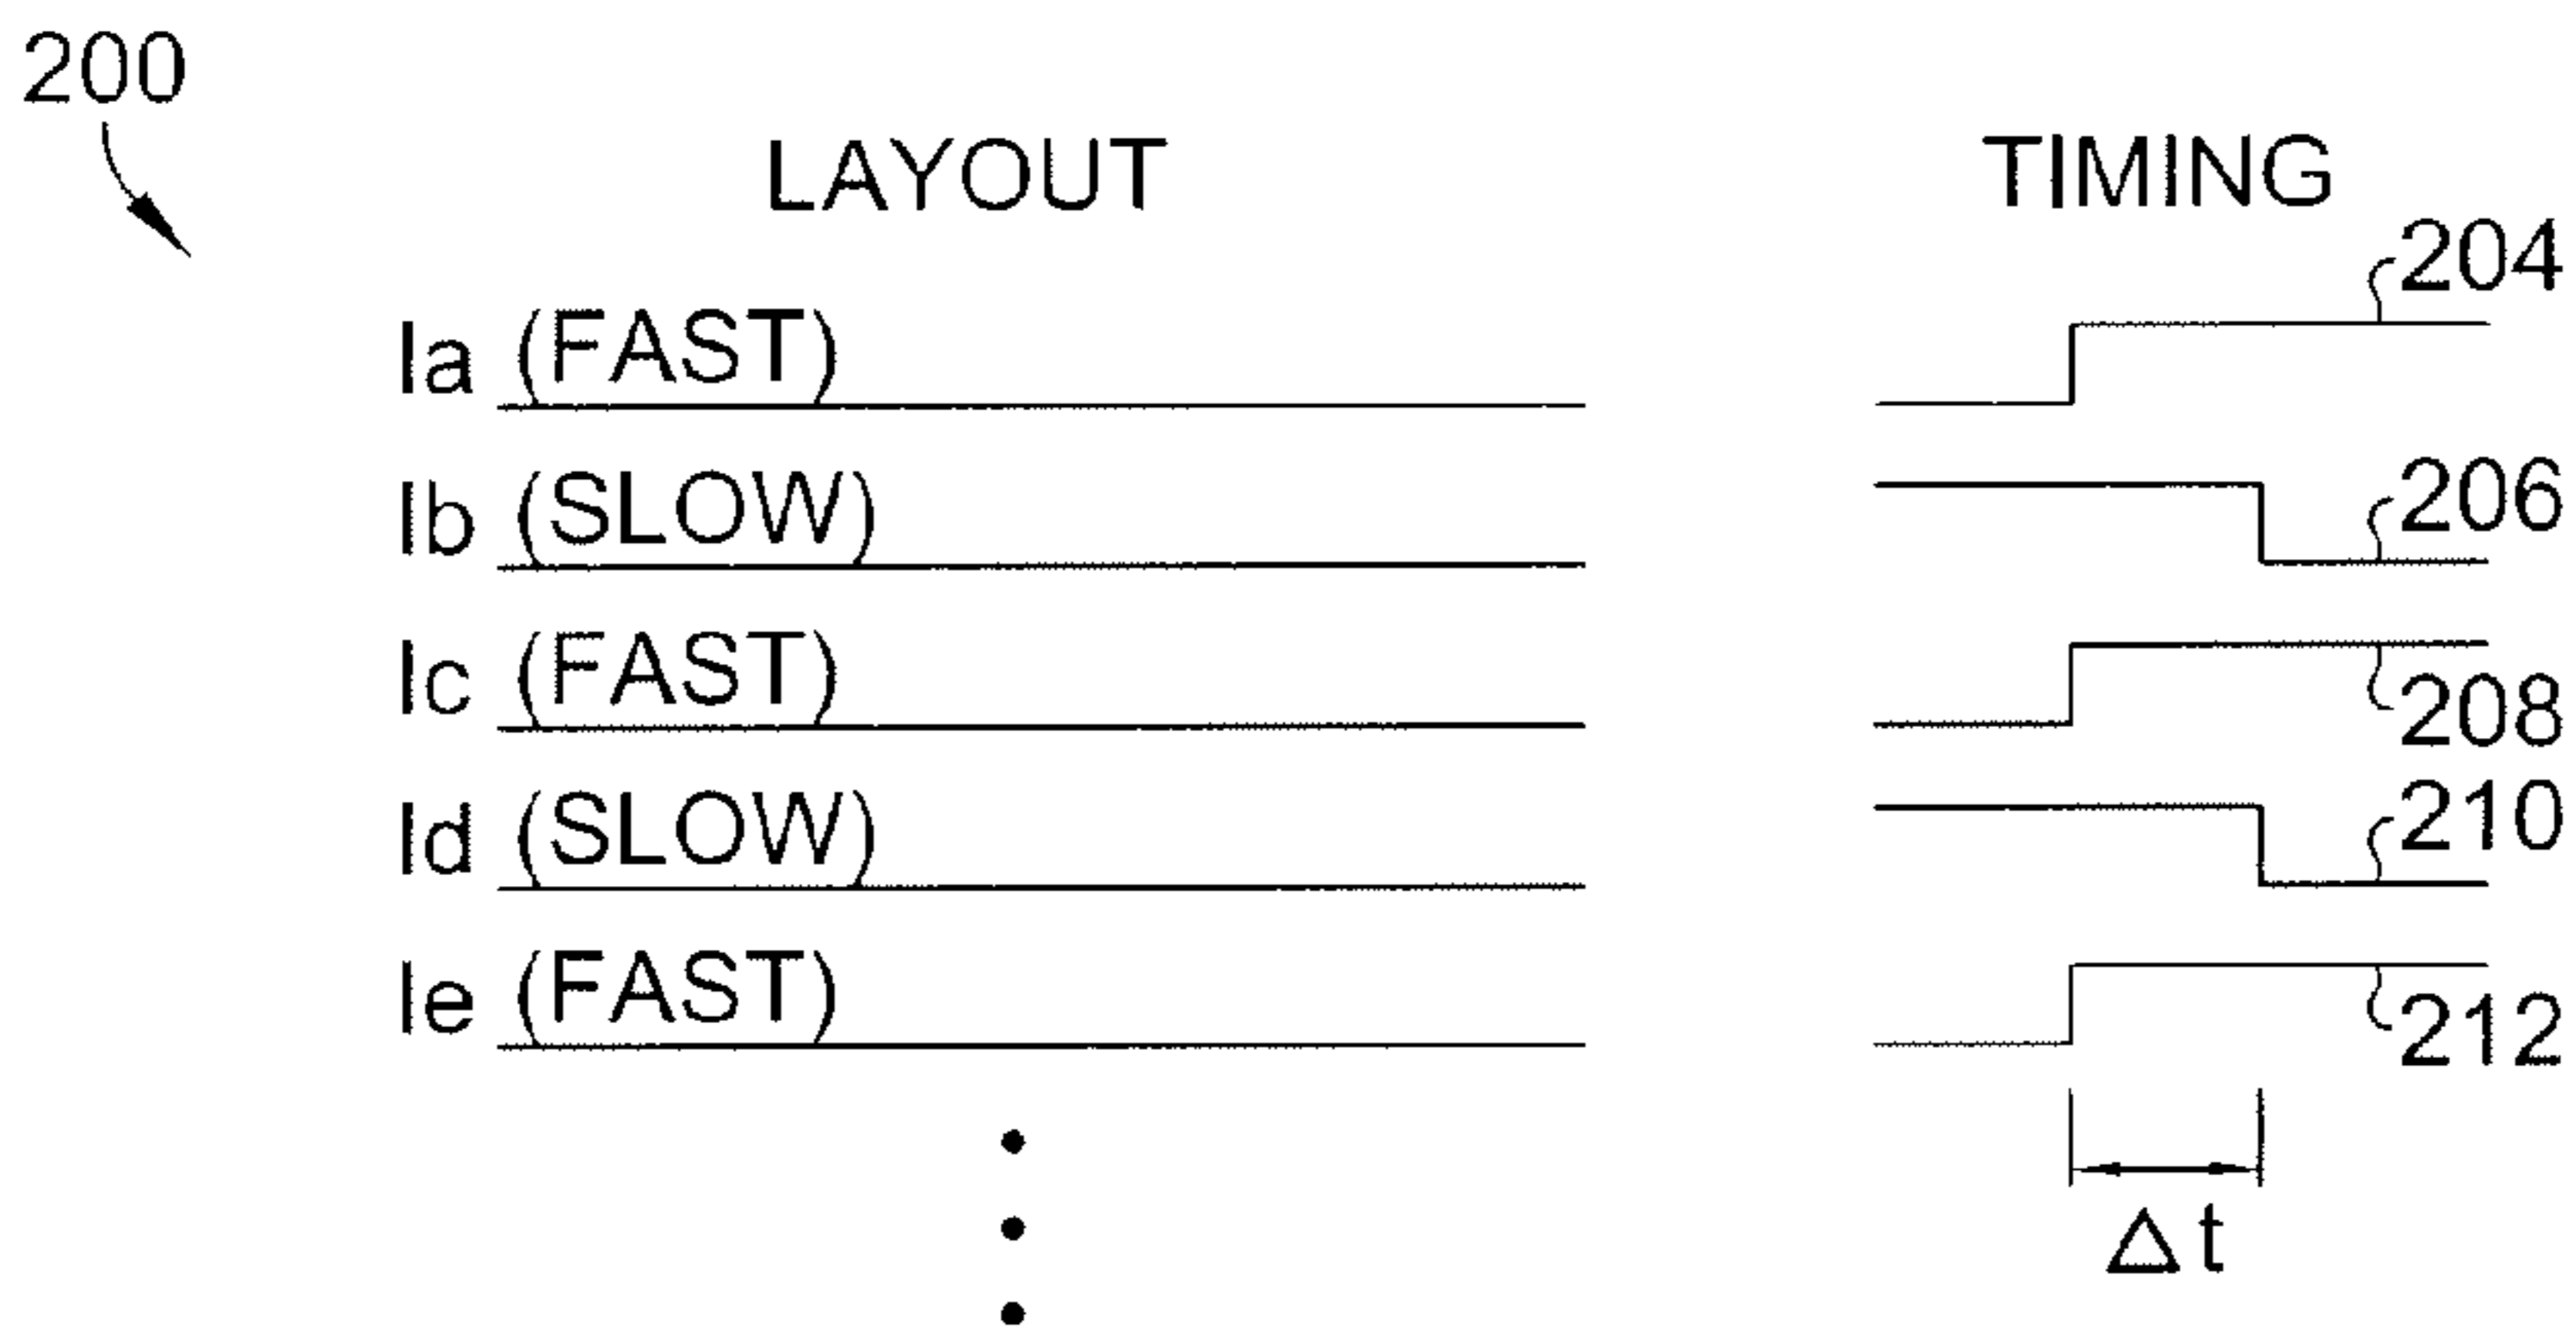 200
LAYOUT TIMING
204
Ia (FAST)
Ib (SLOW) 206
Ic (FAST)
208
Id (SLOW) 210
Ie (FAST)
212
Δt